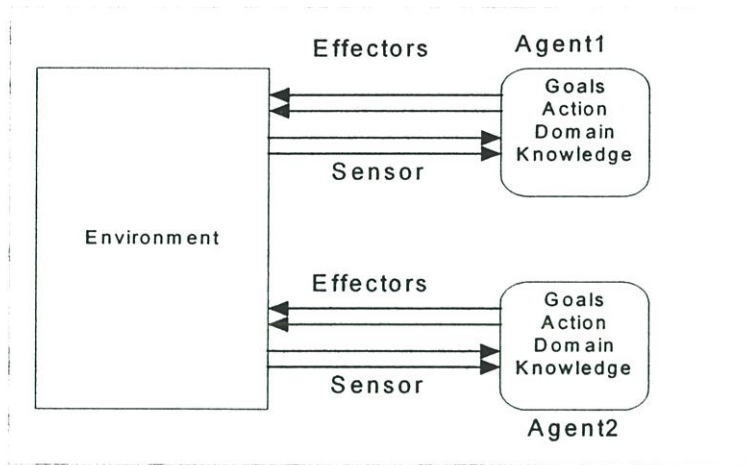 Effectors
Agent1
Goals
Action
Domain
Knowledge
Sensor
Environment
Effectors
Goals
Action
Domain
Knowledge
Sensor
Agent2